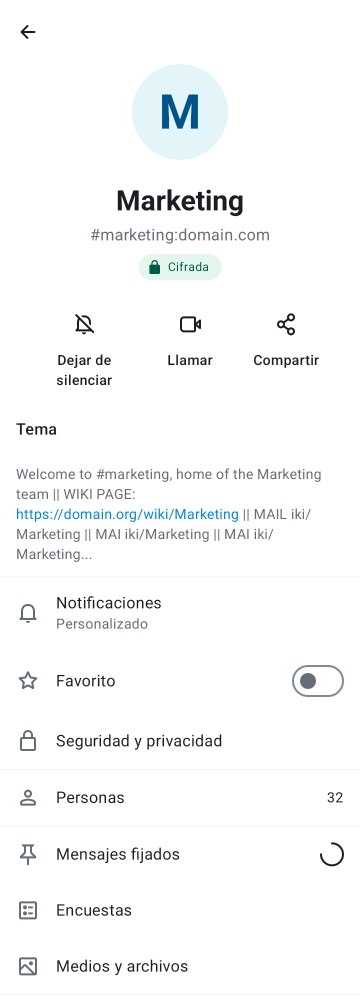 M
Marketing
#marketing:domain.com
Cifrada
Dejar de
silenciar
Llamar
Compartir
Tema
Welcome to #marketing, home of the Marketing
team || WIKI PAGE:
https://domain.org/wiki/Marketing || MAIL iki/
Marketing || MAI iki/Marketing || MAI iki/
Marketing...
Notificaciones
Personalizado
Favorito
Seguridad y privacidad
Personas 32
Mensajes fijados
Encuestas
Medios y archivos